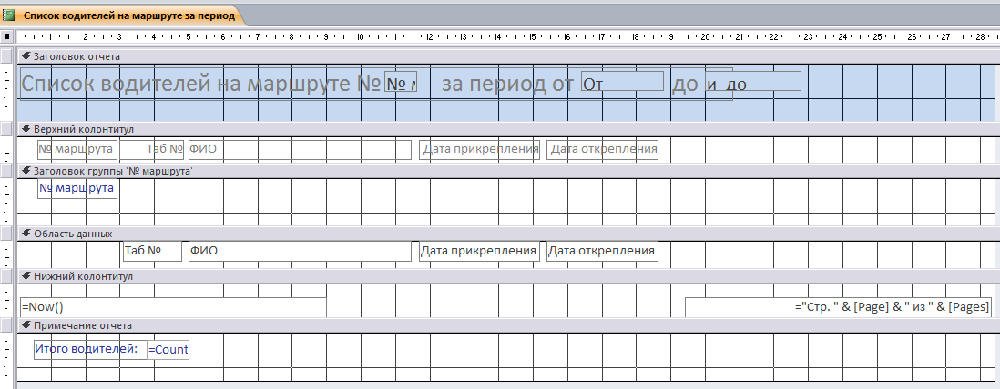 Список водителей на маршруте за период
1 2 3 4 5 6 7 8 9 10 11 12 13 14 15 16 17 18 19 20 21 22 23 24 25 26 27 28
Заголовок отчета
Список водителей на маршруте № № м за период от От до и до
1
Верхний колонтитул
№ маршрута Таб № ФИО Дата прикрепления Дата открепления
Заголовок группы '№ маршрута'
№ маршрута
1
Область данных
Таб № ФИО Дата прикрепления Дата открепления
Нижний колонтитул
=Now() ="Стр. " & [Page] & " из " & [Pages]
Примечание отчета
Итого водителей: =Count
1